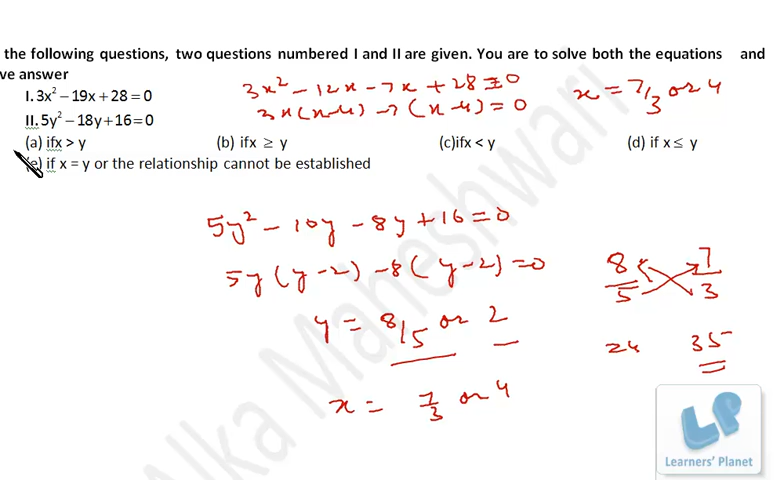 the following questions, two questions numbered I and II are given. You are to solve both the equations and
ve answer
I.3x² – 19x + 28 = 0
3x² – 12x – 7x + 28 = 0
3x(x-4) -7(x-4) = 0
x = 7/3 or 4
II.5y² – 18y + 16 = 0
(a) ifx > y (b) ifx ≥ y (c)ifx < y (d) if x ≤ y
(e) if x = y or the relationship cannot be established
5y² – 10y – 8y + 16 = 0
5y(y-2) -8(y-2) = 0
y = 8/5 or 2
x = 7/3 or 4
8/5 7/3
24 35
Alka Maheshwari
LP
Learners' Planet